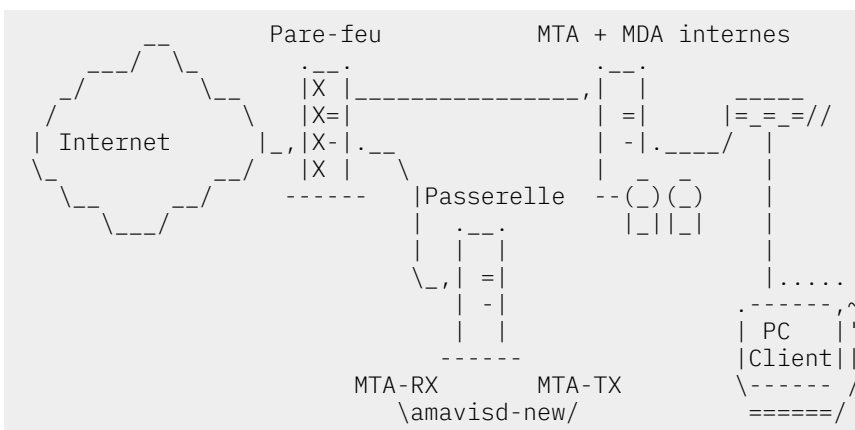 Pare-feu MTA + MDA internes
Internet
Passerelle
PC
Client
MTA-RX MTA-TX
\amavisd-new/